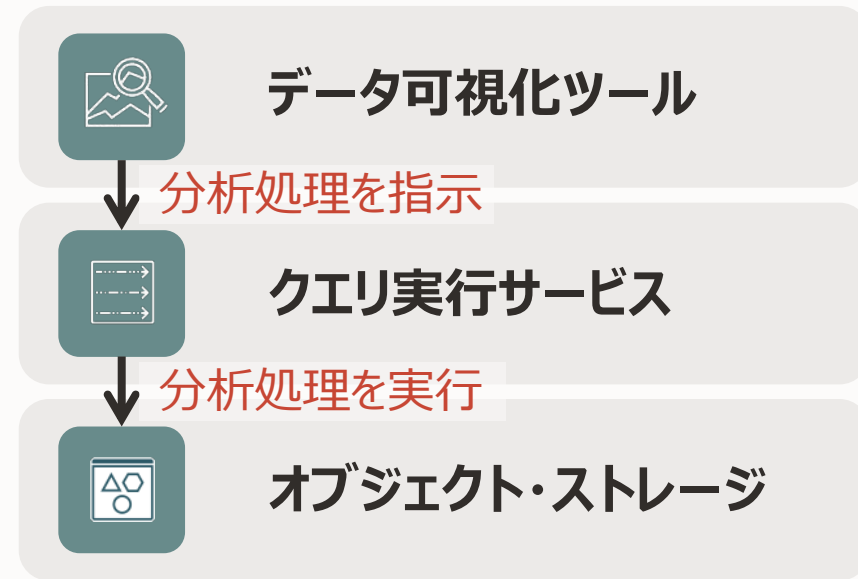 データ可視化ツール
分析処理を指示
クエリ実行サービス
分析処理を実行
オブジェクト・ストレージ